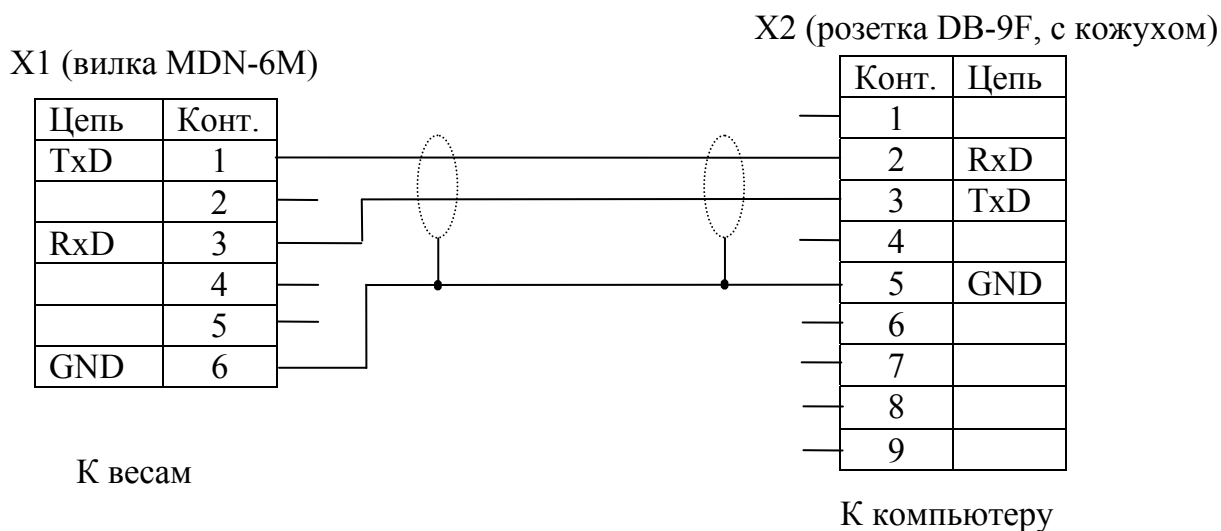 X2 (розетка DB-9F, с кожухом)
X1 (вилка MDN-6M)
Цепь Конт.
TxD 1
2
RxD 3
4
5
GND 6
К весам
Конт. Цепь
1
2 RxD
3 TxD
4
5 GND
6
7
8
9
К компьютеру